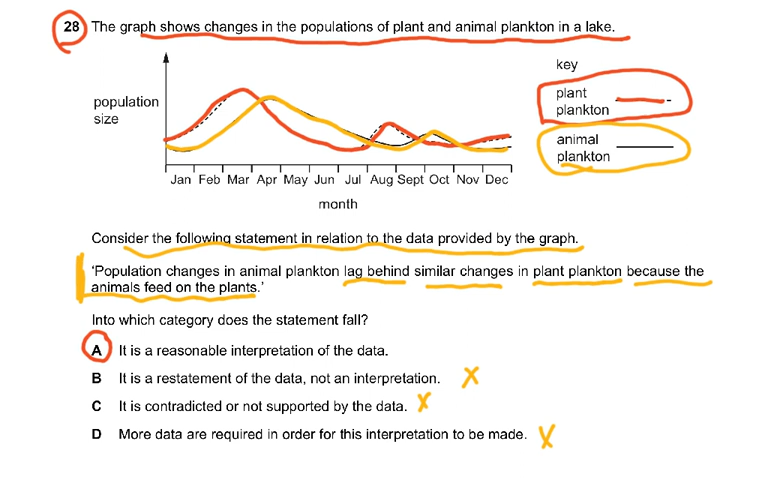 28 The graph shows changes in the populations of plant and animal plankton in a lake.
key
plant
plankton
population
size
animal
plankton
Jan Feb Mar Apr May Jun Jul Aug Sept Oct Nov Dec
month
Consider the following statement in relation to the data provided by the graph.
‘Population changes in animal plankton lag behind similar changes in plant plankton because the
animals feed on the plants.’
Into which category does the statement fall?
A It is a reasonable interpretation of the data.
B It is a restatement of the data, not an interpretation.
C It is contradicted or not supported by the data.
D More data are required in order for this interpretation to be made.